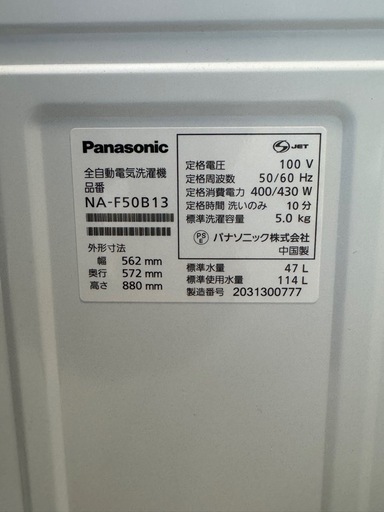 Panasonic
全自動電気洗濯機
品番
NA-F50B13
外形寸法
幅 562 mm
奥行 572 mm
高さ 880 mm
S JET
定格電圧 100 V
定格周波数 50/60 Hz
定格消費電力 400/430 W
定格時間 洗いのみ 10 分
標準洗濯容量 5.0 kg
PS E パナソニック株式会社
中国製
標準水量 47 L
標準使用水量 114 L
製造番号 2031300777